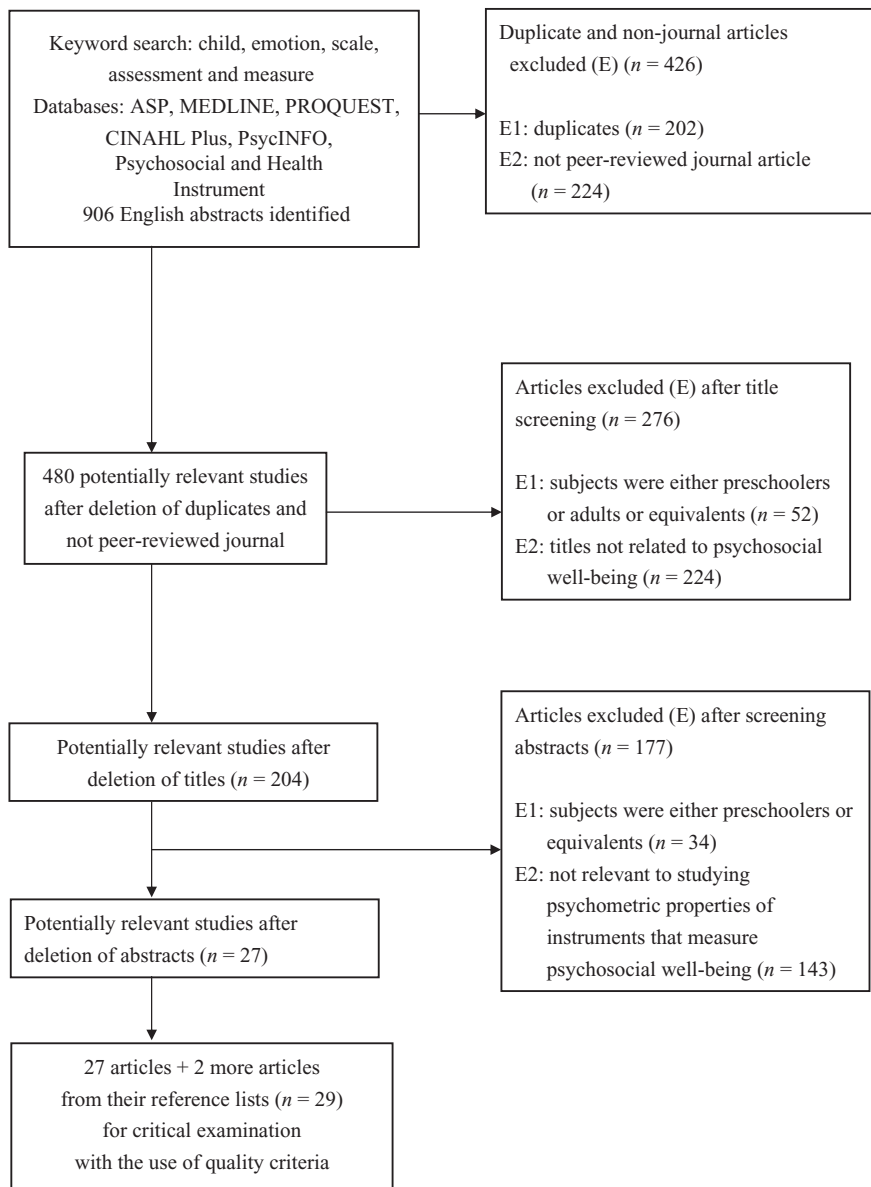 Keyword search: child, emotion, scale,
assessment and measure
Databases: ASP, MEDLINE, PROQUEST,
CINAHL Plus, PsycINFO,
Psychosocial and Health
Instrument
906 English abstracts identified
Duplicate and non-journal articles
excluded (E) (n = 426)
E1: duplicates (n = 202)
E2: not peer-reviewed journal article
(n = 224)
480 potentially relevant studies
after deletion of duplicates and
not peer-reviewed journal
Articles excluded (E) after title
screening (n = 276)
E1: subjects were either preschoolers
or adults or equivalents (n = 52)
E2: titles not related to psychosocial
well-being (n = 224)
Potentially relevant studies after
deletion of titles (n = 204)
Articles excluded (E) after screening
abstracts (n = 177)
E1: subjects were either preschoolers or
equivalents (n = 34)
E2: not relevant to studying
psychometric properties of
instruments that measure
psychosocial well-being (n = 143)
Potentially relevant studies after
deletion of abstracts (n = 27)
27 articles + 2 more articles
from their reference lists (n = 29)
for critical examination
with the use of quality criteria